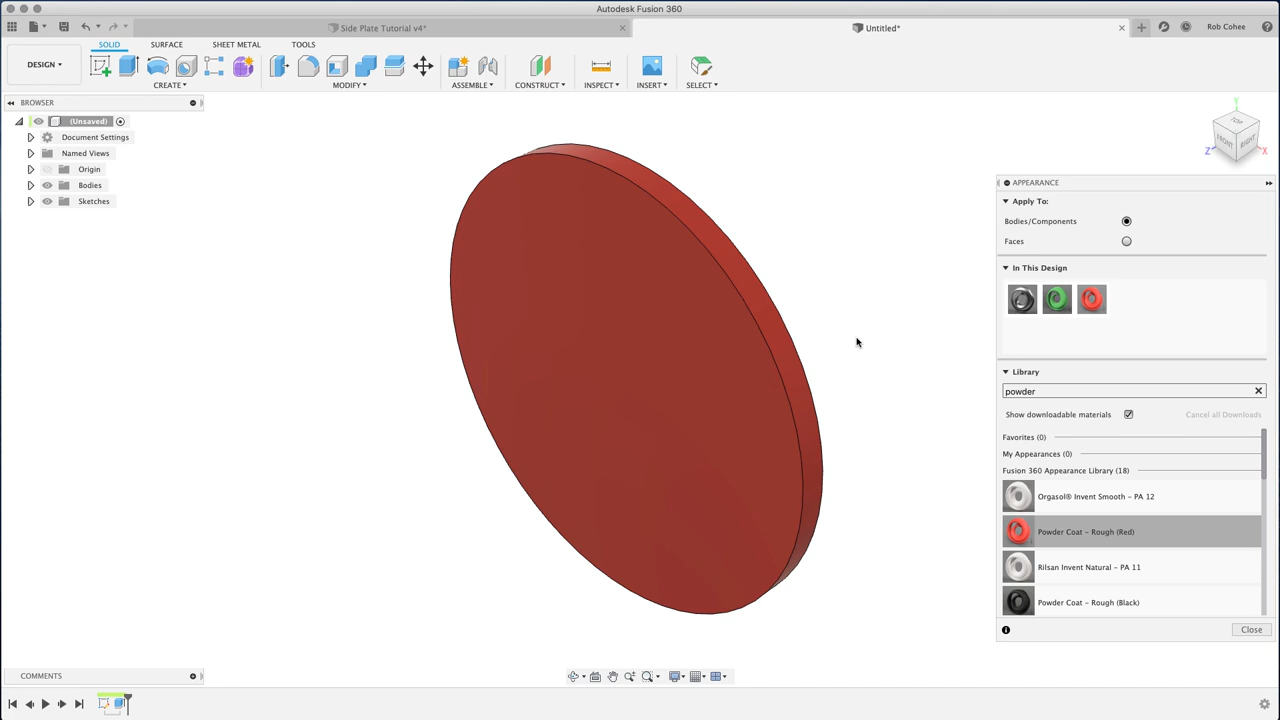 Autodesk Fusion 360
Side Plate Tutorial v4*
Untitled*
Rob Cohee
DESIGN
SOLID
SURFACE
SHEET METAL
TOOLS
CREATE
MODIFY
ASSEMBLE
CONSTRUCT
INSPECT
INSERT
SELECT
BROWSER
(Unsaved)
Document Settings
Named Views
Origin
Bodies
Sketches
TOP
FRONT
RIGHT
Y
Z
X
APPEARANCE
Apply To:
Bodies/Components
Faces
In This Design
Library
powder
Show downloadable materials
Cancel all Downloads
Favorites (0)
My Appearances (0)
Fusion 360 Appearance Library (18)
Orgasol® Invent Smooth - PA 12
Powder Coat - Rough (Red)
Rilsan Invent Natural - PA 11
Powder Coat - Rough (Black)
Close
COMMENTS